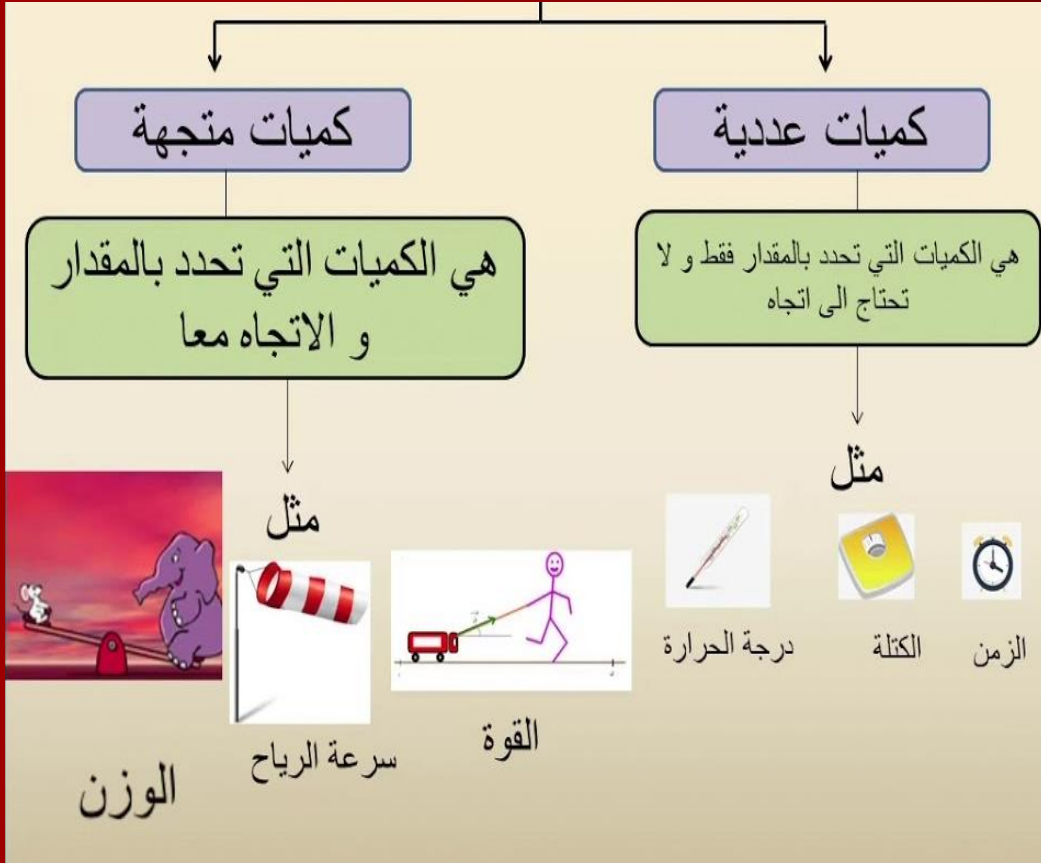 كميات عددية
هي الكميات التي تحدد بالمقدار فقط و لا
تحتاج الى اتجاه
مثل
الزمن
الكتلة
درجة الحرارة
كميات متجهة
هي الكميات التي تحدد بالمقدار
و الاتجاه معا
مثل
القوة
سرعة الرياح
الوزن